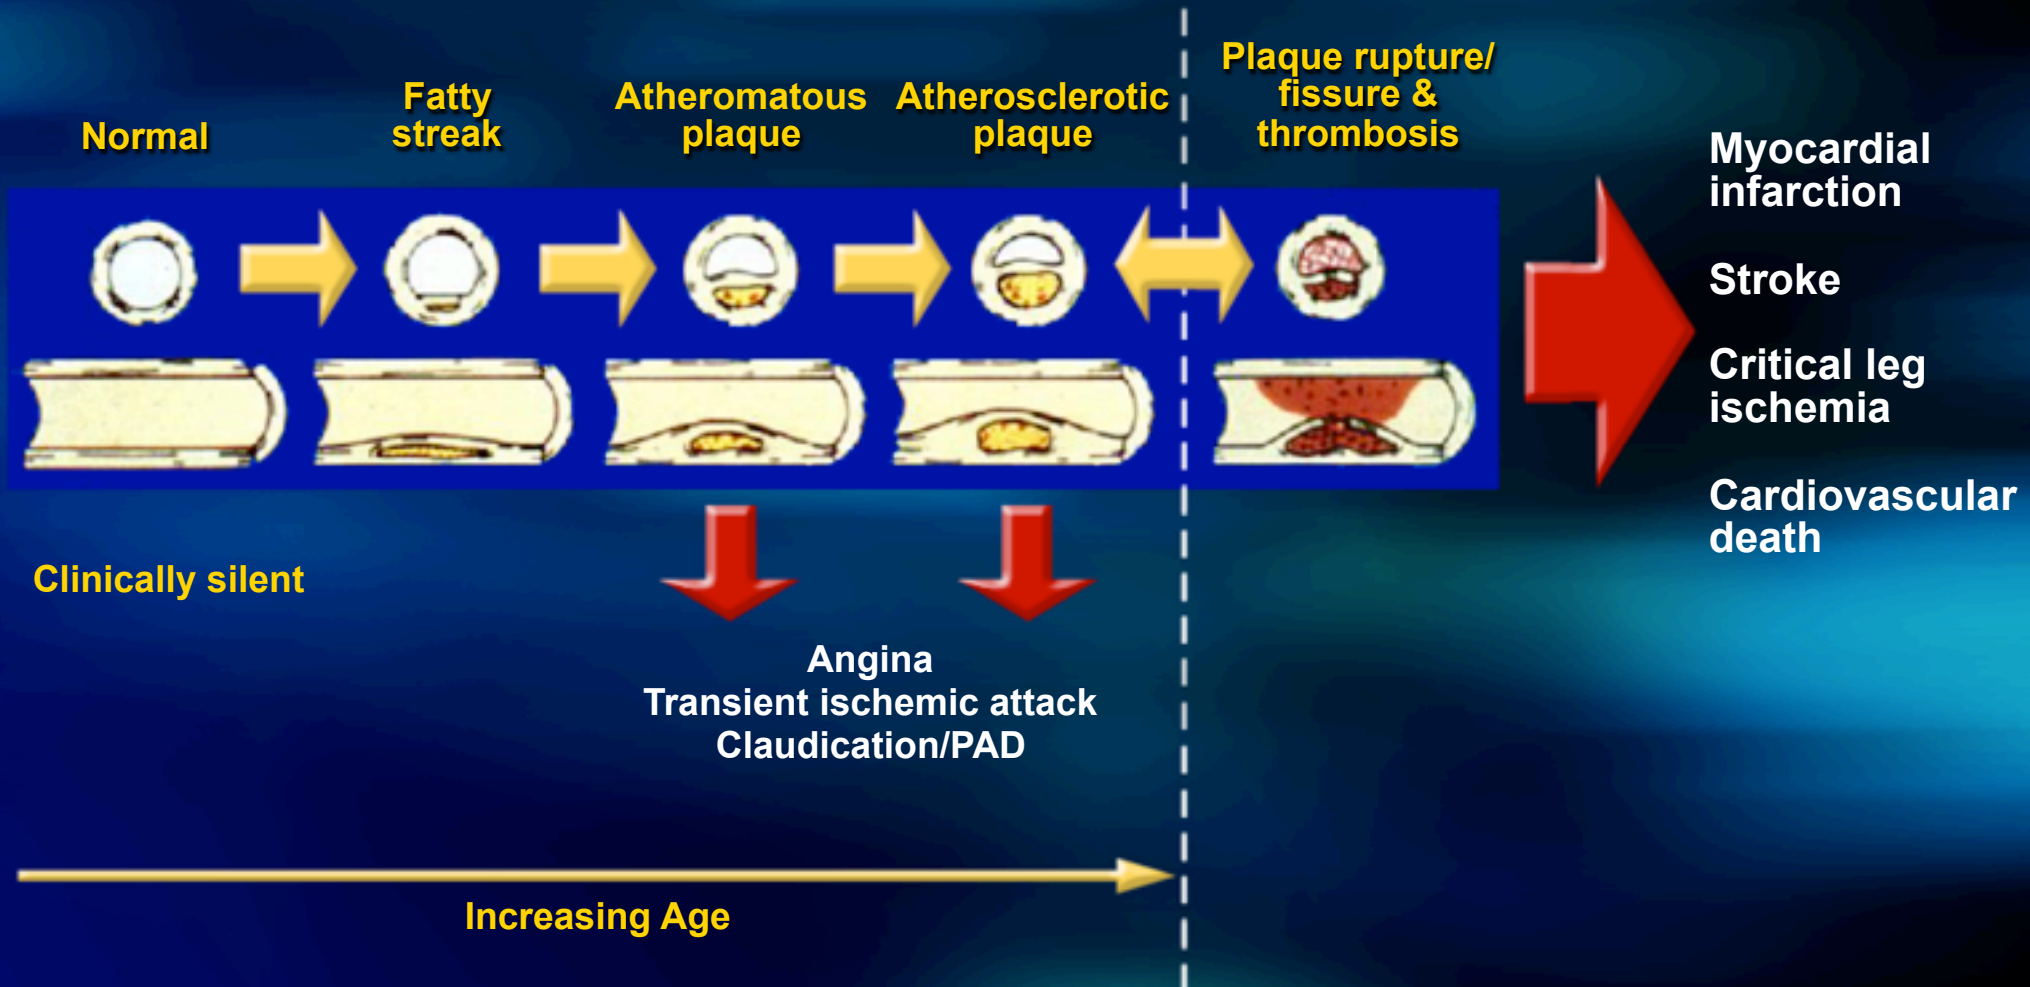 Normal
Fatty
streak
Atheromatous
plaque
Atherosclerotic
plaque
Plaque rupture/
fissure &
thrombosis
Myocardial
infarction
Stroke
Critical leg
ischemia
Cardiovascular
death
Clinically silent
Angina
Transient ischemic attack
Claudication/PAD
Increasing Age